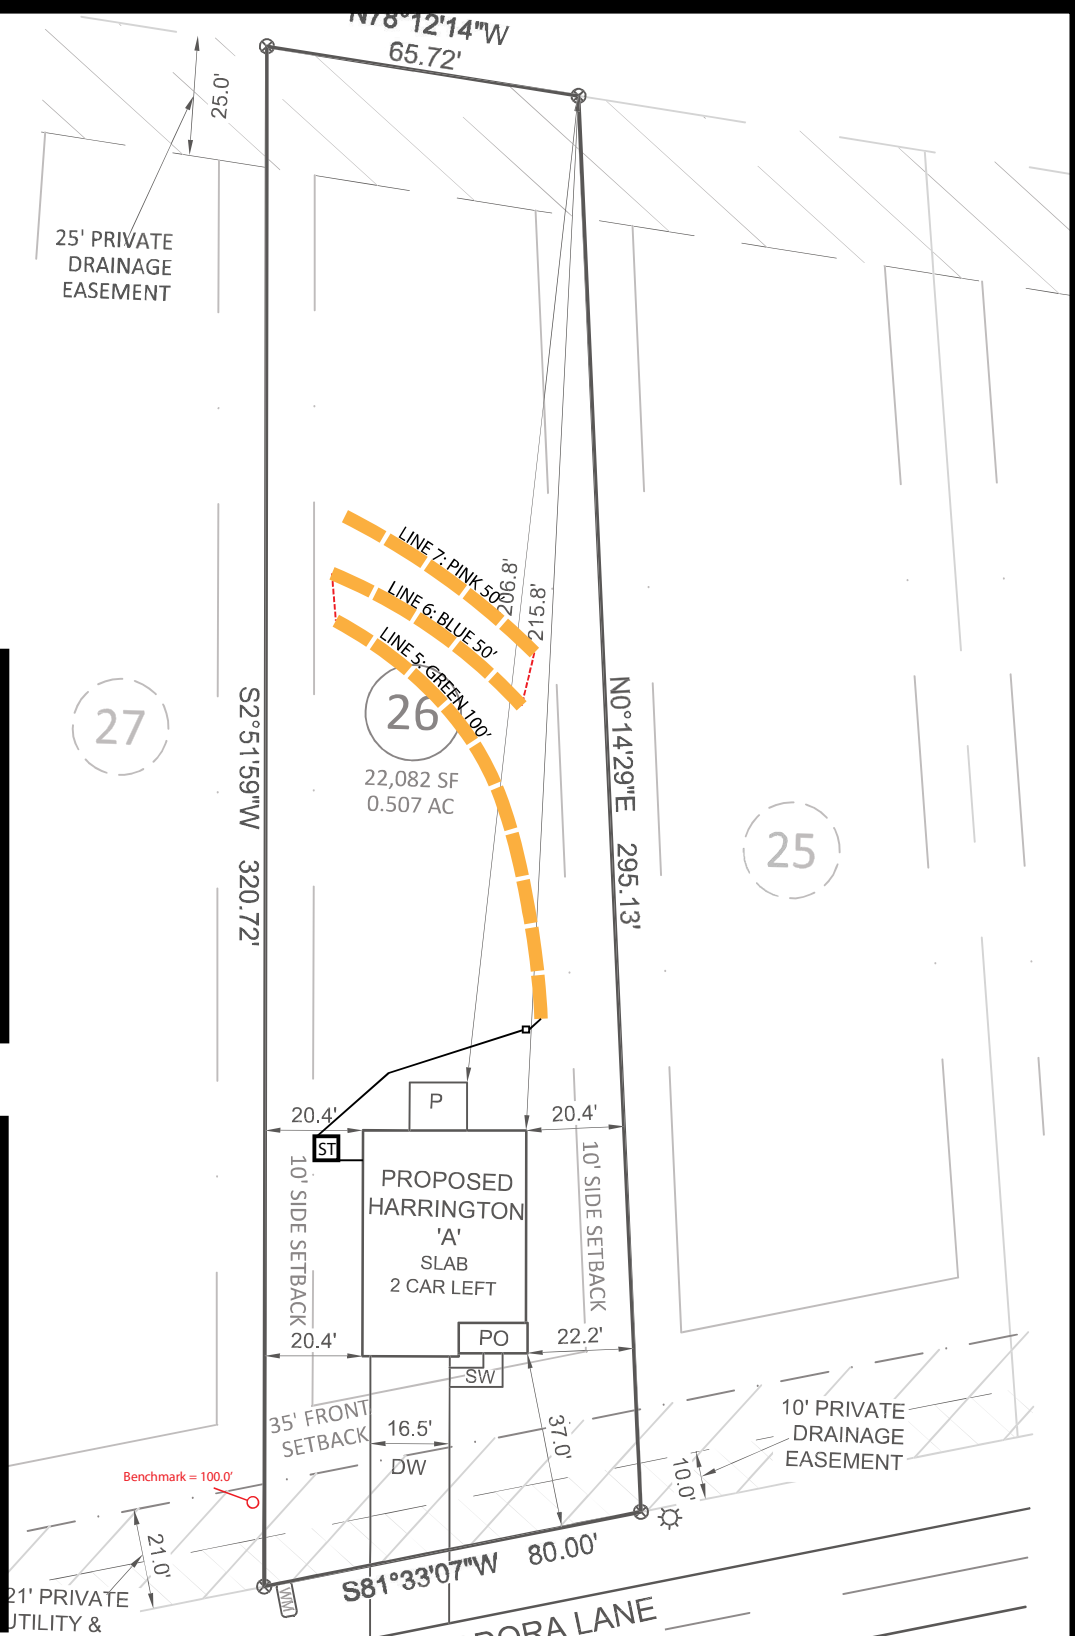 N78°12'14"W
65.72'
25.0'
25' PRIVATE
DRAINAGE
EASEMENT
LINE 7: PINK 50'
206.8'
215.8'
LINE 6: BLUE 50'
LINE 5: GREEN 100'
27
26
22,082 SF
0.507 AC
S2°51'59"W 320.72'
N0°14'29"E 295.13'
25
P
20.4'
20.4'
ST
10' SIDE SETBACK
10' SIDE SETBACK
PROPOSED
HARRINGTON
'A'
SLAB
2 CAR LEFT
PO
20.4'
22.2'
SW
35' FRONT
SETBACK
16.5'
DW
37.0'
10' PRIVATE
DRAINAGE
EASEMENT
10.0'
Benchmark = 100.0'
21.0'
21' PRIVATE
UTILITY &
WM
S81°33'07"W 80.00'
LANE